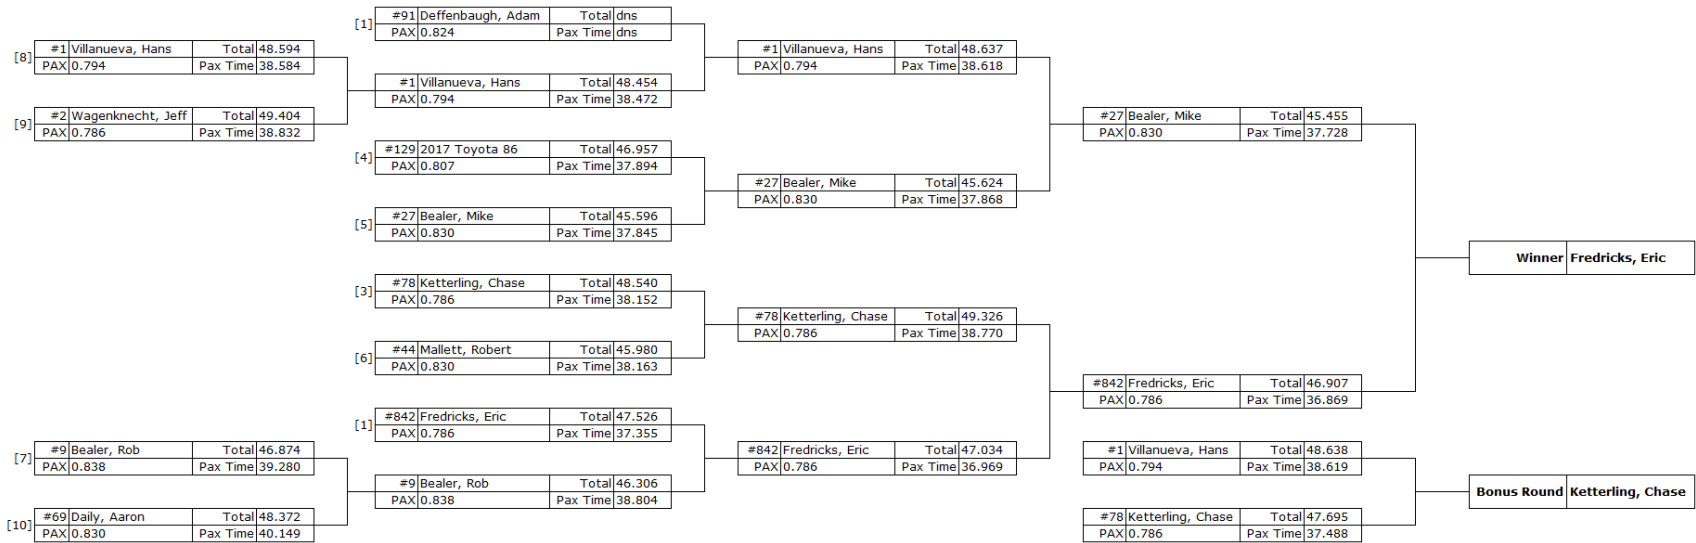 [8] #1 Villanueva, Hans Total 48.594
PAX 0.794 Pax Time 38.584
[9] #2 Wagenknecht, Jeff Total 49.404
PAX 0.786 Pax Time 38.832
[7] #9 Bealer, Rob Total 46.874
PAX 0.838 Pax Time 39.280
[10] #69 Daily, Aaron Total 48.372
PAX 0.830 Pax Time 40.149
[1] #91 Deffenbaugh, Adam Total dns
PAX 0.824 Pax Time dns
#1 Villanueva, Hans Total 48.454
PAX 0.794 Pax Time 38.472
[4] #129 2017 Toyota 86 Total 46.957
PAX 0.807 Pax Time 37.894
[5] #27 Bealer, Mike Total 45.596
PAX 0.830 Pax Time 37.845
[3] #78 Ketterling, Chase Total 48.540
PAX 0.786 Pax Time 38.152
[6] #44 Mallett, Robert Total 45.980
PAX 0.830 Pax Time 38.163
[1] #842 Fredricks, Eric Total 47.526
PAX 0.786 Pax Time 37.355
#9 Bealer, Rob Total 46.306
PAX 0.838 Pax Time 38.804
#1 Villanueva, Hans Total 48.637
PAX 0.794 Pax Time 38.618
#27 Bealer, Mike Total 45.624
PAX 0.830 Pax Time 37.868
#78 Ketterling, Chase Total 49.326
PAX 0.786 Pax Time 38.770
#842 Fredricks, Eric Total 47.034
PAX 0.786 Pax Time 36.969
#27 Bealer, Mike Total 45.455
PAX 0.830 Pax Time 37.728
#842 Fredricks, Eric Total 46.907
PAX 0.786 Pax Time 36.869
#1 Villanueva, Hans Total 48.638
PAX 0.794 Pax Time 38.619
#78 Ketterling, Chase Total 47.695
PAX 0.786 Pax Time 37.488
Winner Fredricks, Eric
Bonus Round Ketterling, Chase